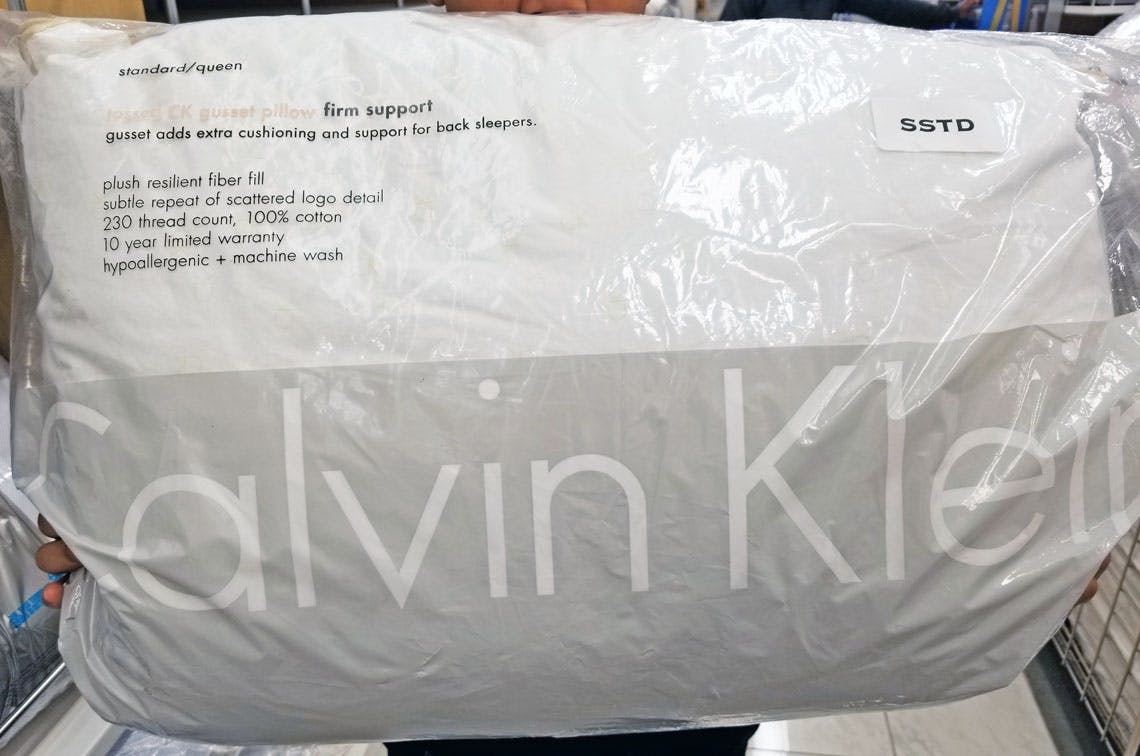 standard/queen
tossed CK gusset pillow firm support
gusset adds extra cushioning and support for back sleepers.
SSTD
plush resilient fiber fill
subtle repeat of scattered logo detail
230 thread count, 100% cotton
10 year limited warranty
hypoallergenic + machine wash
Calvin Klein